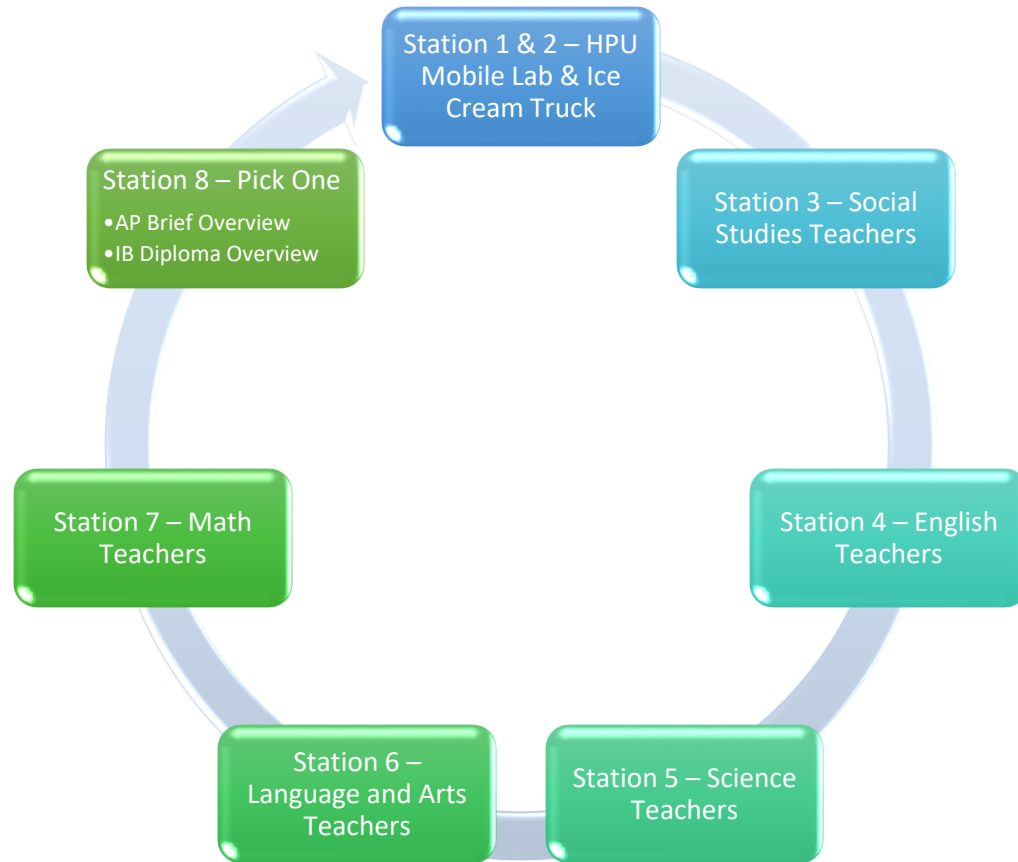 Station 1 & 2 – HPU
Mobile Lab & Ice
Cream Truck
Station 3 – Social
Studies Teachers
Station 4 – English
Teachers
Station 5 – Science
Teachers
Station 6 –
Language and Arts
Teachers
Station 7 – Math
Teachers
Station 8 – Pick One
•AP Brief Overview
•IB Diploma Overview